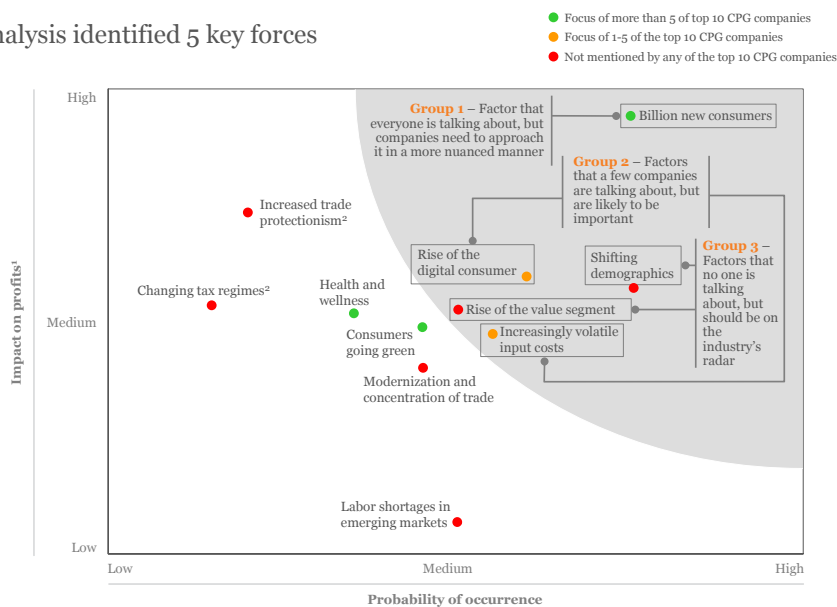 nalysis identified 5 key forces
Focus of more than 5 of top 10 CPG companies
Focus of 1-5 of the top 10 CPG companies
Not mentioned by any of the top 10 CPG companies
Impact on profits¹
High
Medium
Low
Group 1 – Factor that
everyone is talking about, but
companies need to approach
it in a more nuanced manner
Billion new consumers
Group 2 – Factors
that a few companies
are talking about, but
are likely to be
important
Increased trade
protectionism²
Rise of the
digital consumer
Shifting
demographics
Group 3 –
Factors that
no one is
talking
about, but
should be on
the
industry's
radar
Changing tax regimes²
Health and
wellness
Rise of the value segment
Consumers
going green
Increasingly volatile
input costs
Modernization and
concentration of trade
Labor shortages in
emerging markets
Low
Medium
High
Probability of occurrence